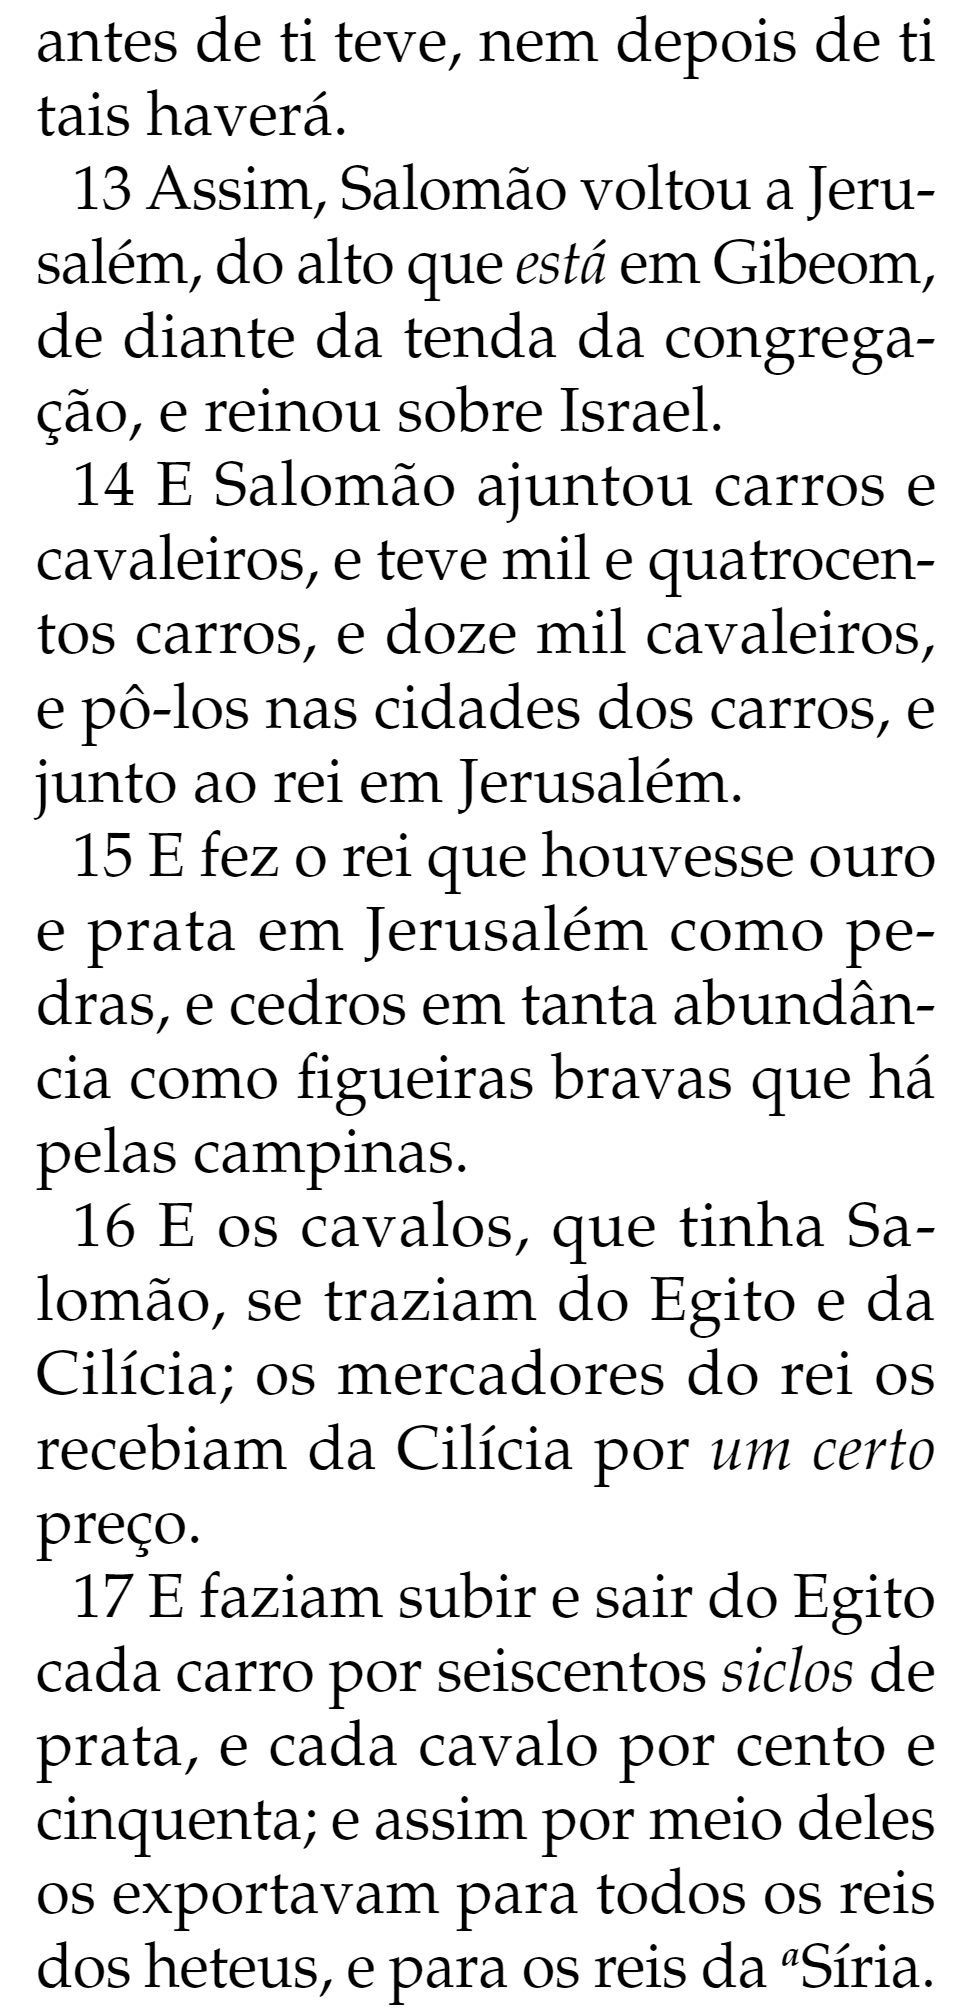 antes de ti teve, nem depois de ti
tais haverá.
13 Assim, Salomão voltou a Jeru-
salém, do alto que está em Gibeom,
de diante da tenda da congrega-
ção, e reinou sobre Israel.
14 E Salomão ajuntou carros e
cavaleiros, e teve mil e quatrocen-
tos carros, e doze mil cavaleiros,
e pô-los nas cidades dos carros, e
junto ao rei em Jerusalém.
15 E fez o rei que houvesse ouro
e prata em Jerusalém como pe-
dras, e cedros em tanta abundân-
cia como figueiras bravas que há
pelas campinas.
16 E os cavalos, que tinha Sa-
lomão, se traziam do Egito e da
Cilícia; os mercadores do rei os
recebiam da Cilícia por um certo
preço.
17 E faziam subir e sair do Egito
cada carro por seiscentos siclos de
prata, e cada cavalo por cento e
cinquenta; e assim por meio deles
os exportavam para todos os reis
dos heteus, e para os reis da aSíria.